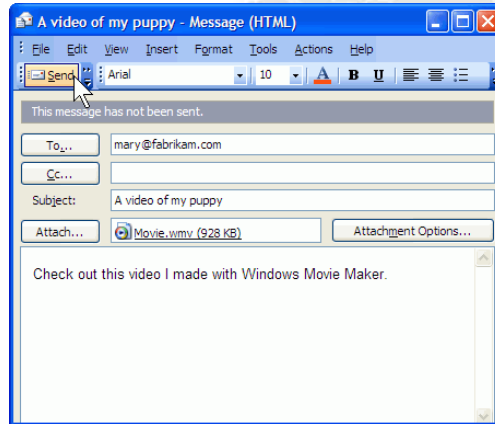 A video of my puppy - Message (HTML)
File Edit View Insert Format Tools Actions Help
Send Arial 10 A B U
This message has not been sent.
To... mary@fabrikam.com
Cc...
Subject: A video of my puppy
Attach... Movie.wmv (928 KB) Attachment Options...
Check out this video I made with Windows Movie Maker.